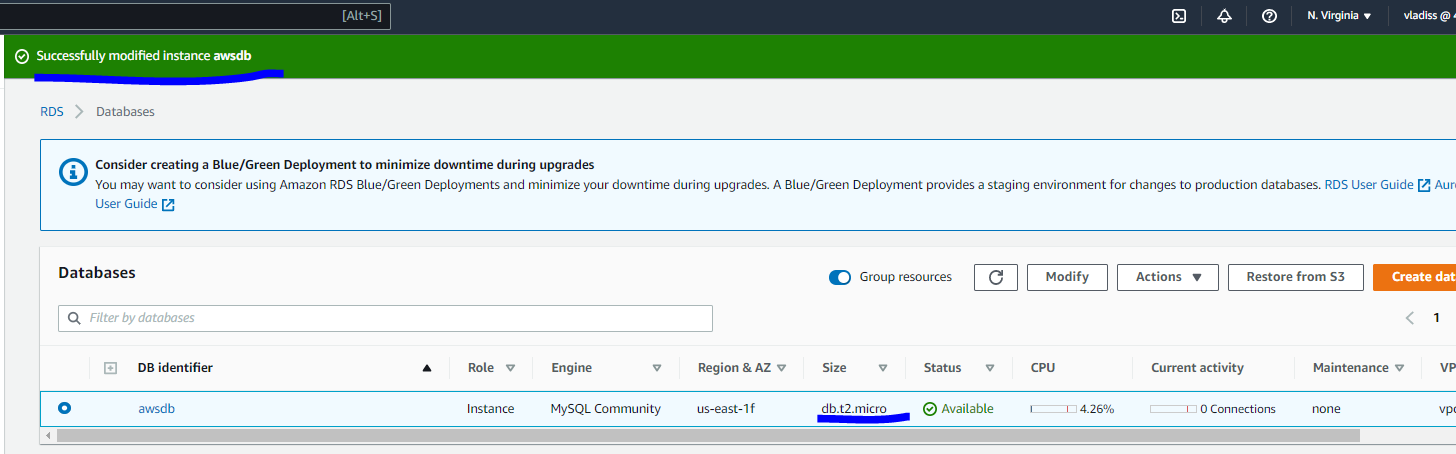 [Alt+S]
N. Virginia
vladiss @
Successfully modified instance awsdb
RDS
Databases
Consider creating a Blue/Green Deployment to minimize downtime during upgrades
You may want to consider using Amazon RDS Blue/Green Deployments and minimize your downtime during upgrades. A Blue/Green Deployment provides a staging environment for changes to production databases. RDS User Guide Aur
User Guide
Databases
Group resources
Modify
Actions
Restore from S3
Create dat
Filter by databases
1
DB identifier Role Engine Region & AZ Size Status CPU Current activity Maintenance VP
awsdb Instance MySQL Community us-east-1f db.t2.micro Available 4.26% 0 Connections none vpc